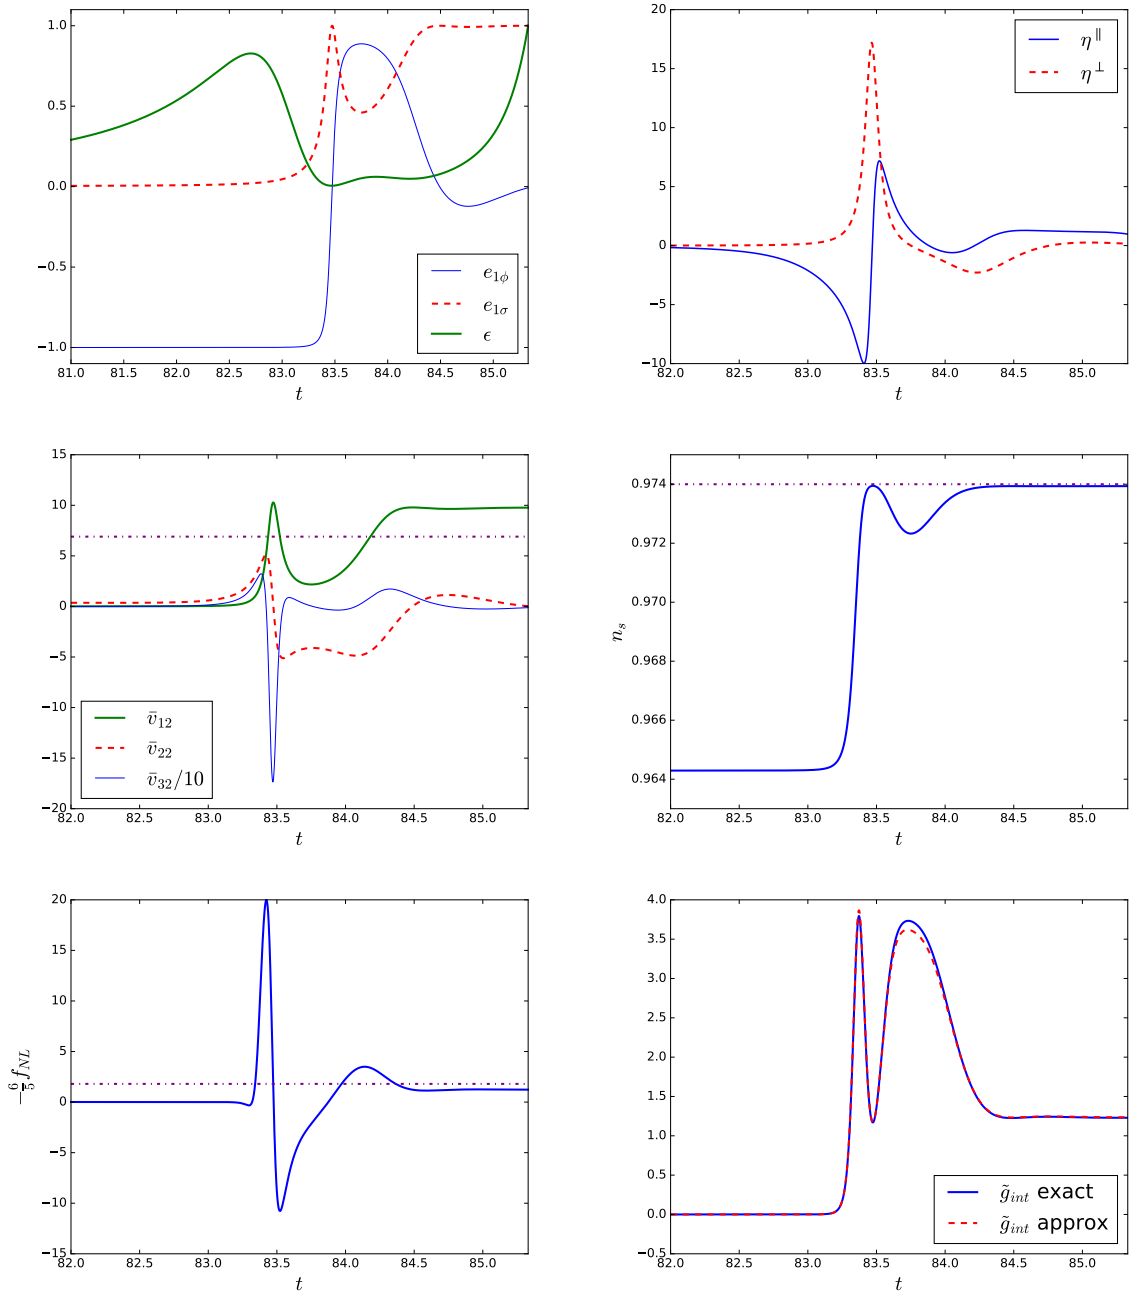 1.0
0.5
0.0
−0.5
−1.0
81.0 81.5 82.0 82.5 83.0 83.5 84.0 84.5 85.0
t
e1ϕ
e1σ
ϵ
20
15
10
5
0
−5
−10
82.0 82.5 83.0 83.5 84.0 84.5 85.0
t
η∥
η⊥
15
10
5
0
−5
−10
−15
−20
82.0 82.5 83.0 83.5 84.0 84.5 85.0
t
v̄12
v̄22
v̄32/10
0.974
0.972
0.970
0.968
0.966
0.964
ns
82.0 82.5 83.0 83.5 84.0 84.5 85.0
t
20
15
10
5
0
−5
−10
−15
−6/5 fNL
82.0 82.5 83.0 83.5 84.0 84.5 85.0
t
4.0
3.5
3.0
2.5
2.0
1.5
1.0
0.5
0.0
−0.5
82.0 82.5 83.0 83.5 84.0 84.5 85.0
t
g̃int exact
g̃int approx